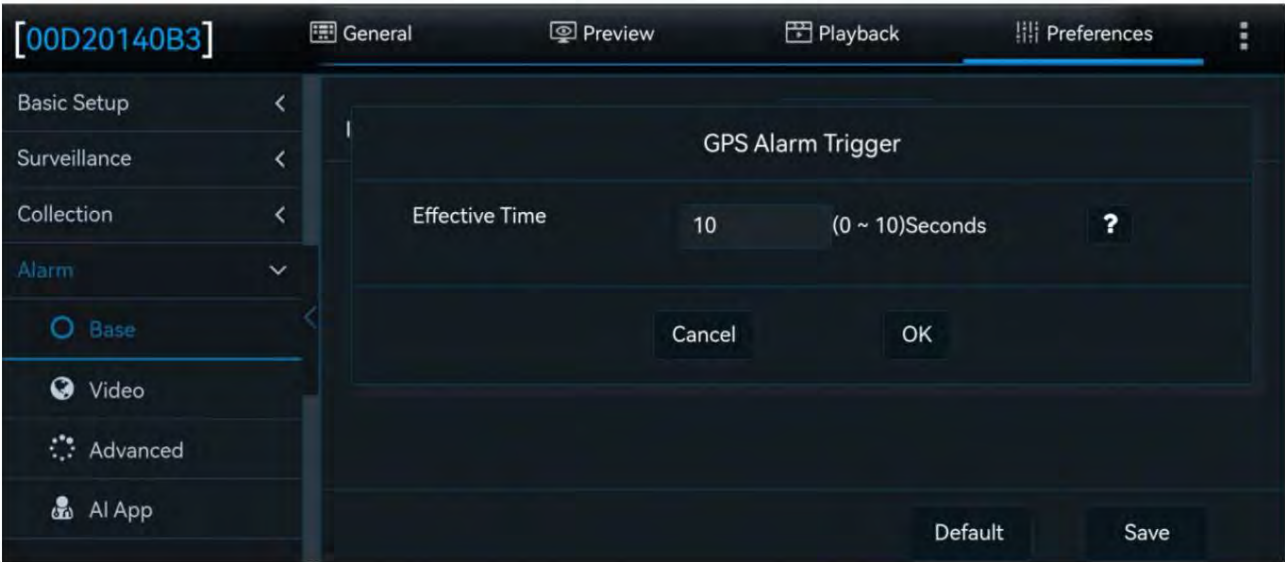 [00D20140B3]
General
Preview
Playback
Preferences
Basic Setup
Surveillance
Collection
Alarm
Base
Video
Advanced
AI App
GPS Alarm Trigger
Effective Time
10
(0 ~ 10)Seconds
?
Cancel
OK
Default
Save